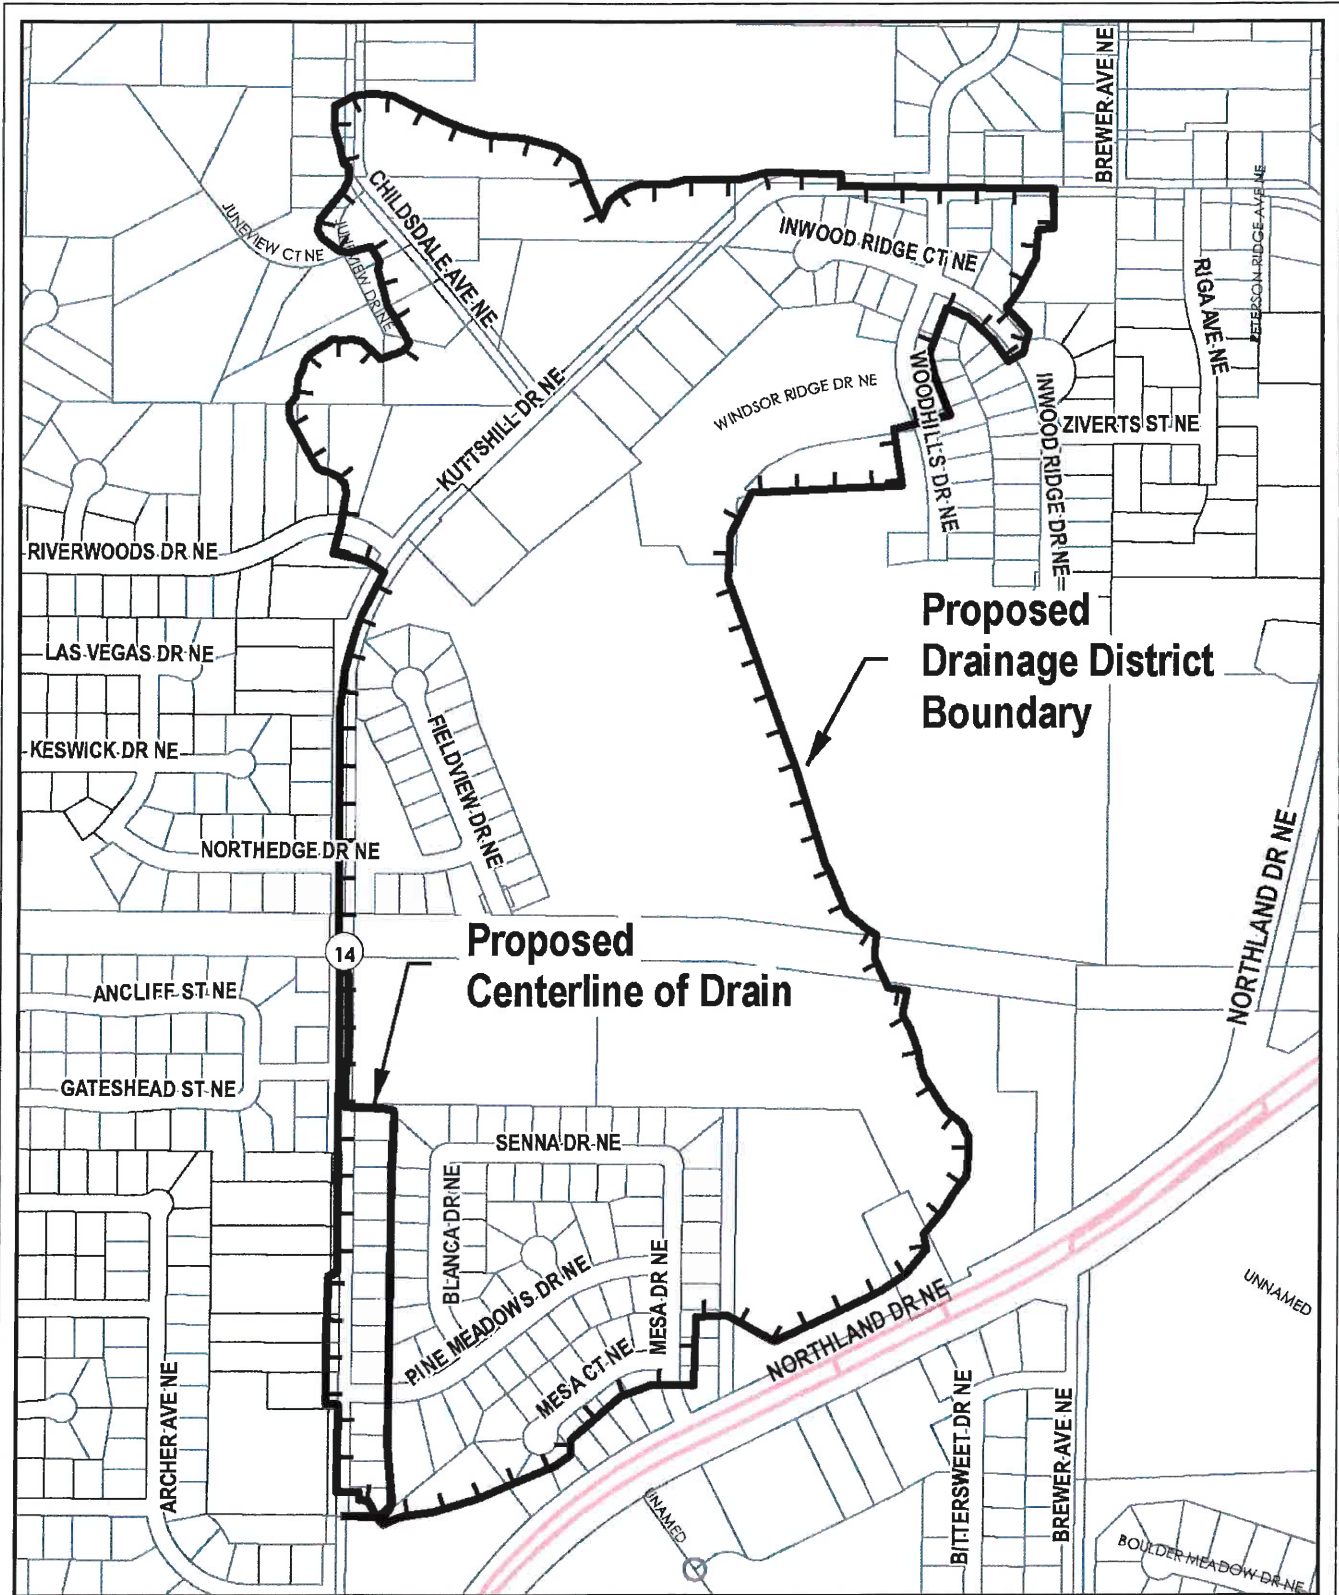 BREWER AVE NE
PETERSON RIDGE AVE NE
CHILDSDALE AVE NE
JUNEVIEW CT NE
JUNEVIEW DR NE
INWOOD RIDGE CT NE
RIGA AVE NE
KUTTSHILL DR NE
WINDSOR RIDGE DR NE
WOODHILLS DR NE
INWOOD RIDGE DR NE
ZIVERTS ST NE
RIVERWOODS DR NE
Proposed
Drainage District
Boundary
LAS VEGAS DR NE
KESWICK DR NE
FIELDVIEW DR NE
NORTHEDGE DR NE
NORTHLAND DR NE
14
Proposed
Centerline of Drain
ANCLIFF ST NE
GATESHEAD ST NE
SENNA DR NE
BLANCA DR NE
PINE MEADOWS DR NE
MESA DR NE
MESA CT NE
NORTHLAND DR NE
UNNAMED
ARCHER AVE NE
BITTERSWEET DR NE
BREWER AVE NE
UNAMED
BOULDER MEADOW DR NE